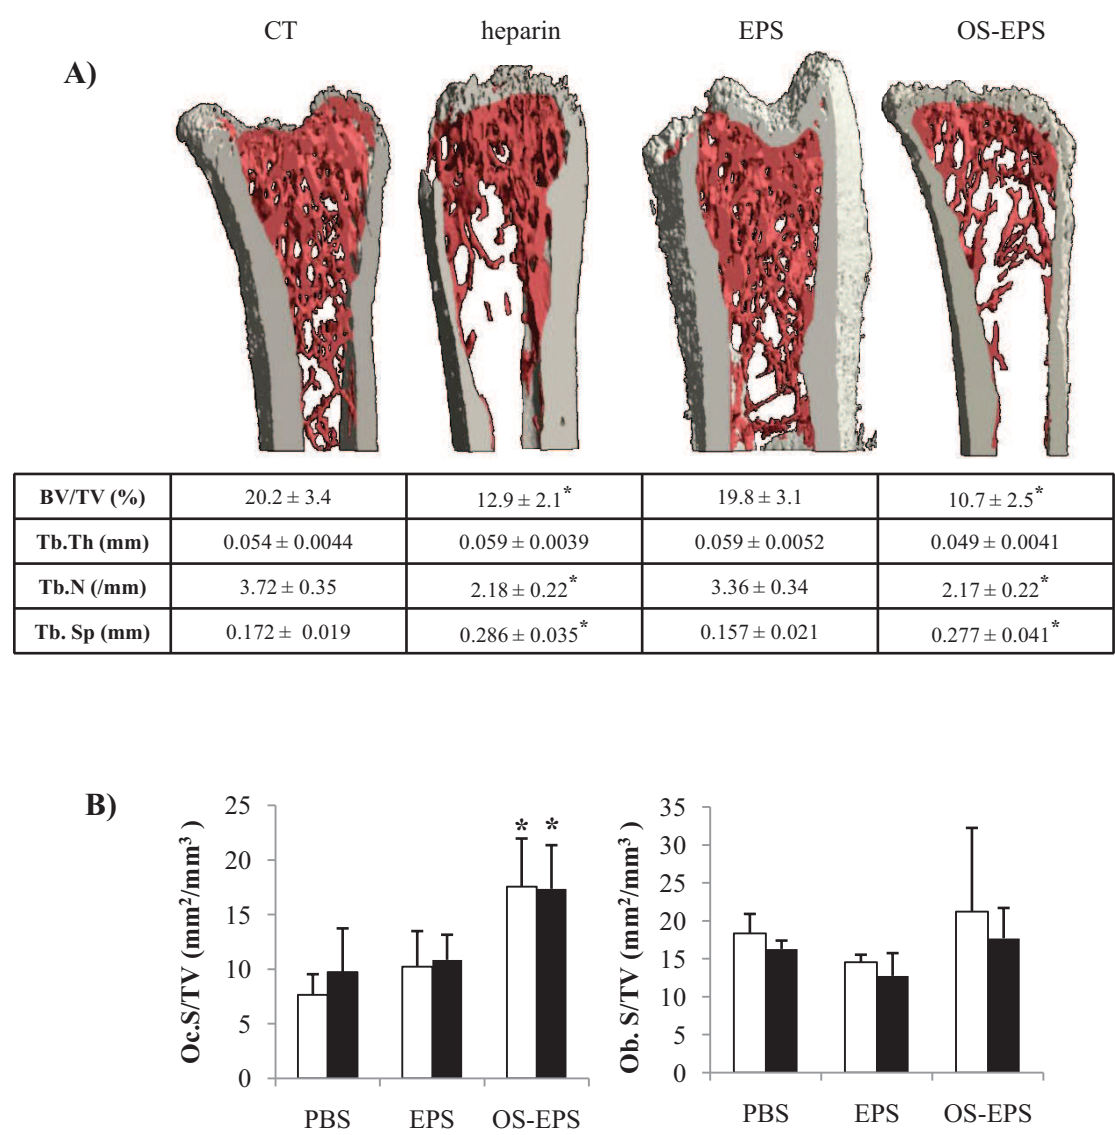 CT heparin EPS OS-EPS
A)
BV/TV (%) 20.2 ± 3.4 12.9 ± 2.1* 19.8 ± 3.1 10.7 ± 2.5*
Tb.Th (mm) 0.054 ± 0.0044 0.059 ± 0.0039 0.059 ± 0.0052 0.049 ± 0.0041
Tb.N (/mm) 3.72 ± 0.35 2.18 ± 0.22* 3.36 ± 0.34 2.17 ± 0.22*
Tb. Sp (mm) 0.172 ± 0.019 0.286 ± 0.035* 0.157 ± 0.021 0.277 ± 0.041*
B)
Oc.S/TV (mm²/mm³ )
25
20
15
10
5
0
* *
PBS EPS OS-EPS
Ob. S/TV (mm²/mm³ )
35
30
25
20
15
10
5
0
PBS EPS OS-EPS